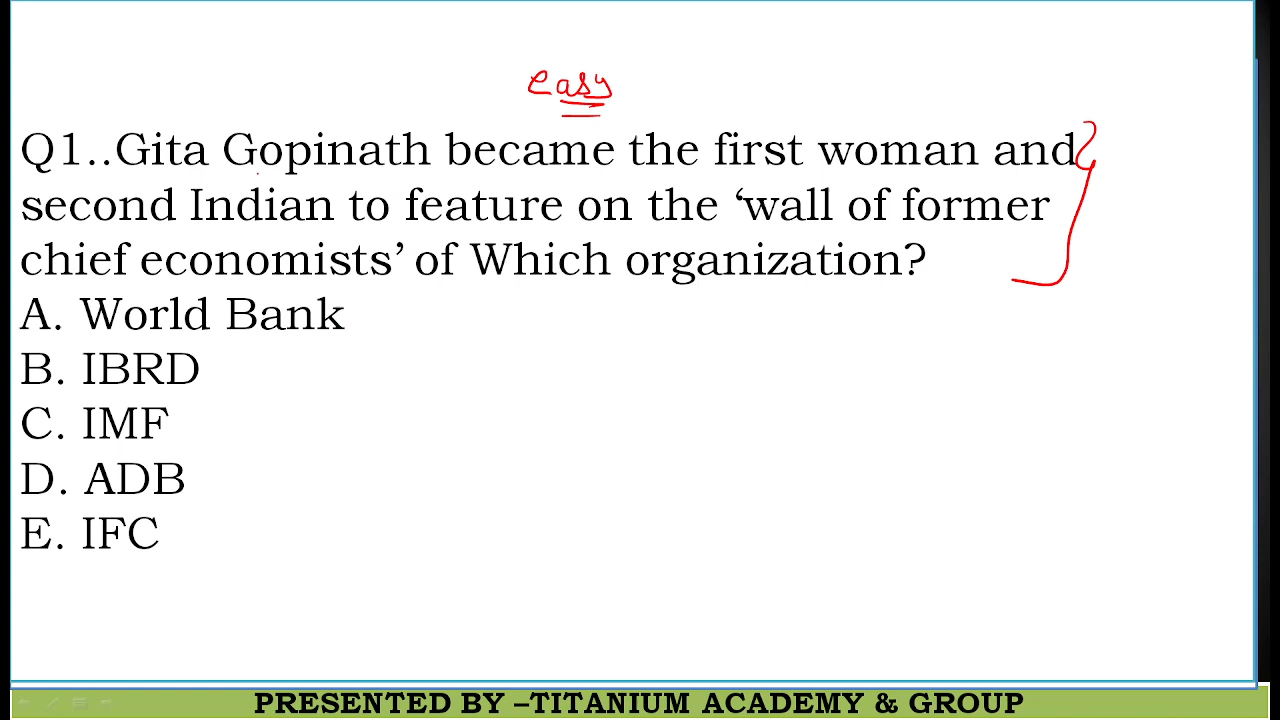 easy
Q1..Gita Gopinath became the first woman and
second Indian to feature on the ‘wall of former
chief economists’ of Which organization?
A. World Bank
B. IBRD
C. IMF
D. ADB
E. IFC
PRESENTED BY –TITANIUM ACADEMY & GROUP